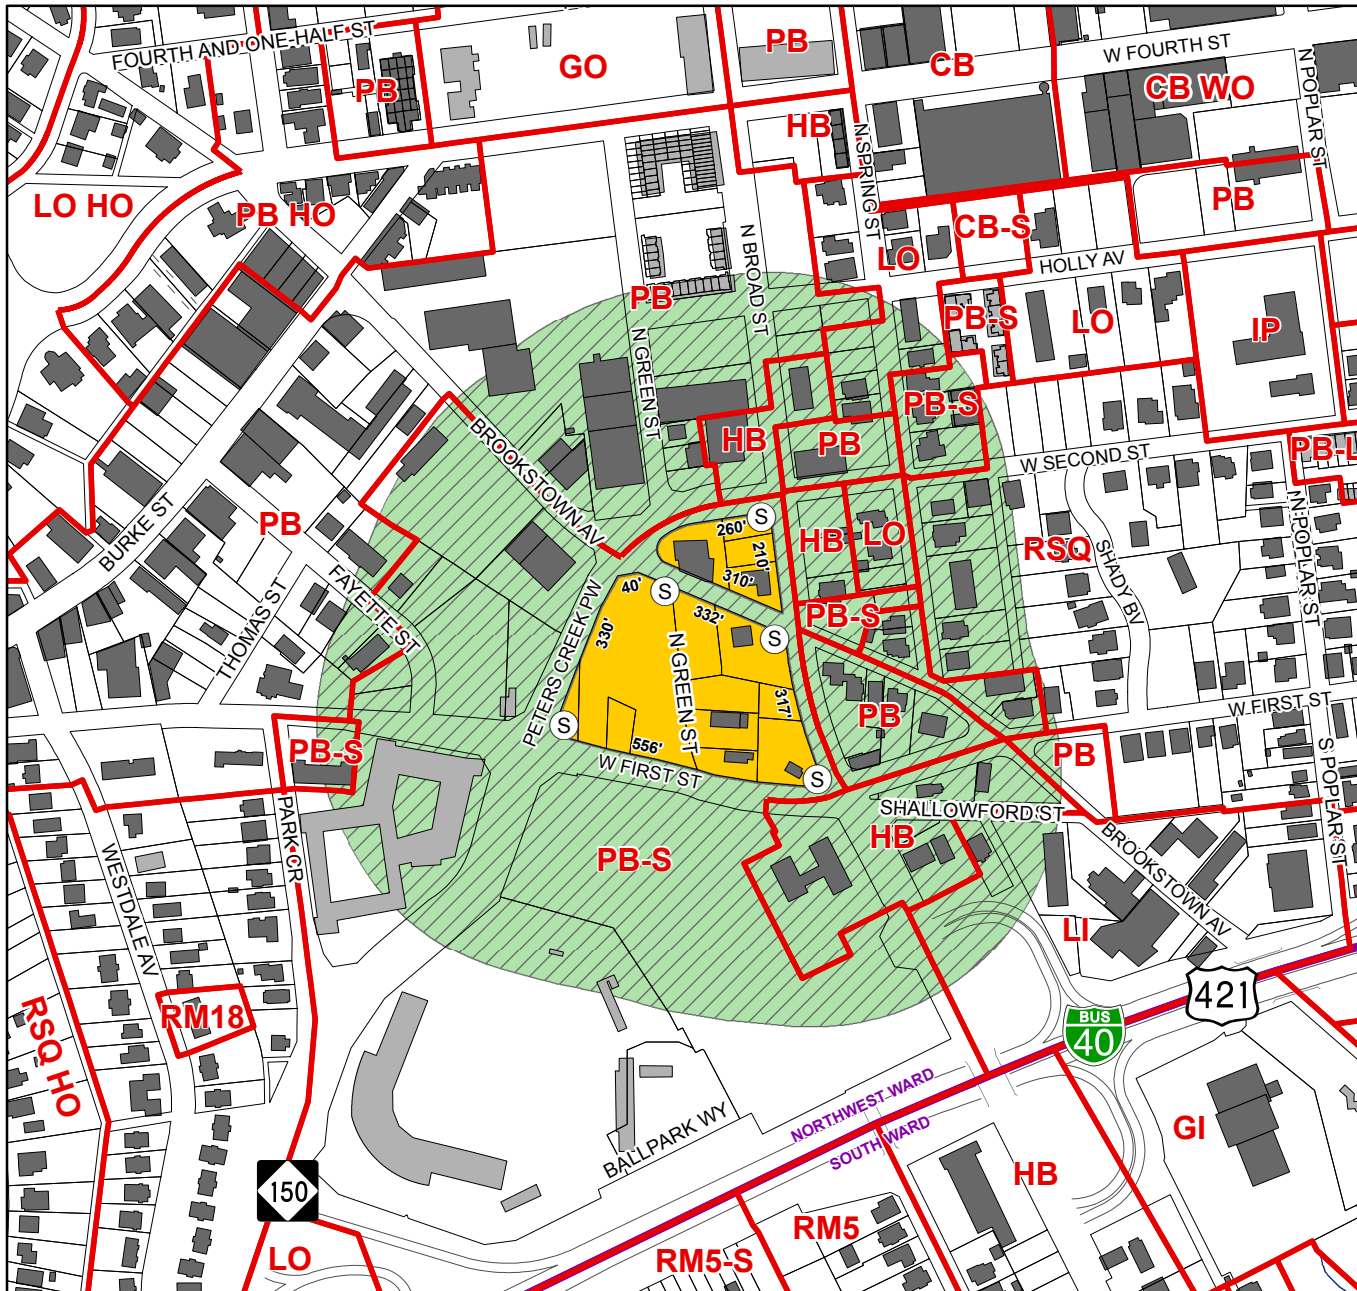 FOURTH AND ONE-HALF ST
GO
PB
CB
W FOURTH ST
CB WO
N POPLAR ST
PB
HB
N SPRING ST
LO HO
PB HO
PB
CB-S
N BROAD ST
LO
HOLLY AV
PB
PB-S
LO
IP
N GREEN ST
PB-S
HB
PB
BROOKSTOWN AV
W SECOND ST
PB-L
BURKE ST
PB
N POPLAR ST
S
260'
210'
310'
HB
LO
RSQ
SHADY BV
FAYETTE ST
THOMAS ST
40'
S
332'
S
PB-S
330'
PETERS CREEK PW
N GREEN ST
317'
PB
W FIRST ST
S
556'
W FIRST ST
S
PB-S
PB
S POPLAR ST
PARK CR
SHALLOWFORD ST
HB
BROOKSTOWN AV
WESTDALE AV
PB-S
LI
RSQ HO
RM18
421
BUS
40
NORTHWEST WARD
SOUTH WARD
BALLPARK WY
GI
HB
150
RM5
LO
RM5-S